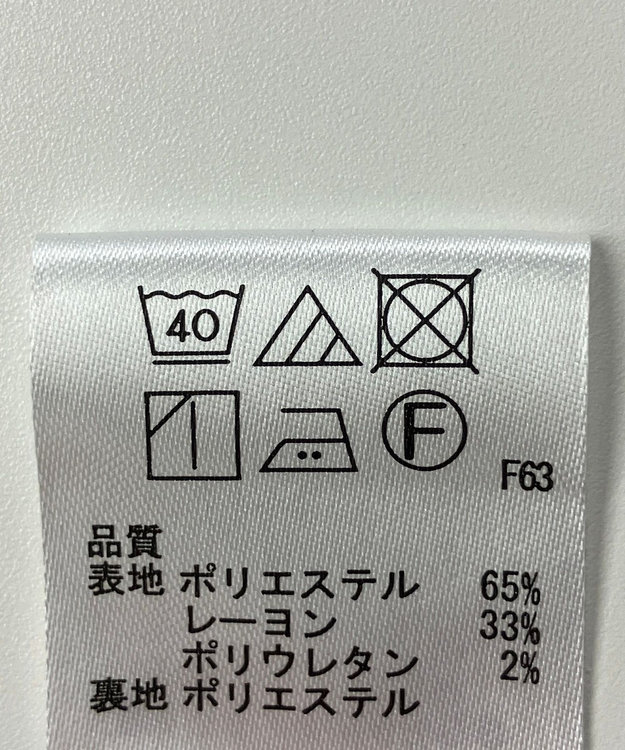 40
F
F63
品質
表地 ポリエステル 65%
レーヨン 33%
ポリウレタン 2%
裏地 ポリエステル